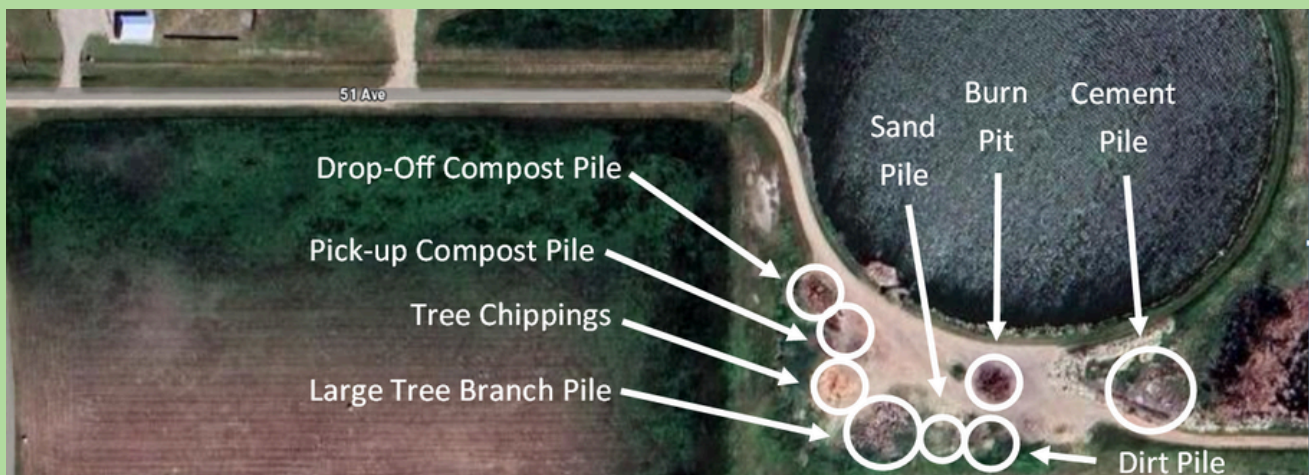 51 Ave
Burn
Pit
Cement
Pile
Sand
Pile
Drop-Off Compost Pile
Pick-up Compost Pile
Tree Chippings
Large Tree Branch Pile
Dirt Pile